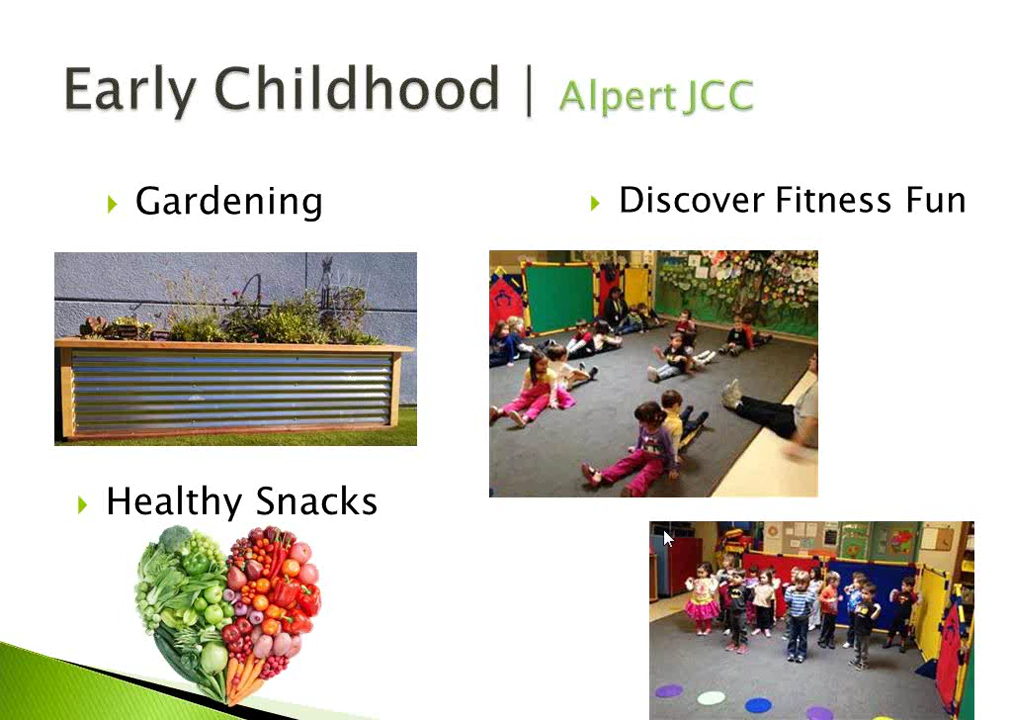 Early Childhood | Alpert JCC
Gardening
Discover Fitness Fun
Healthy Snacks